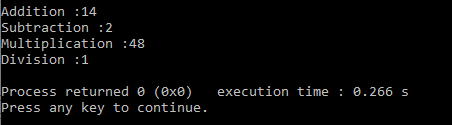 Addition :14
Subtraction :2
Multiplication :48
Division :1
Process returned 0 (0x0)   execution time : 0.266 s
Press any key to continue.